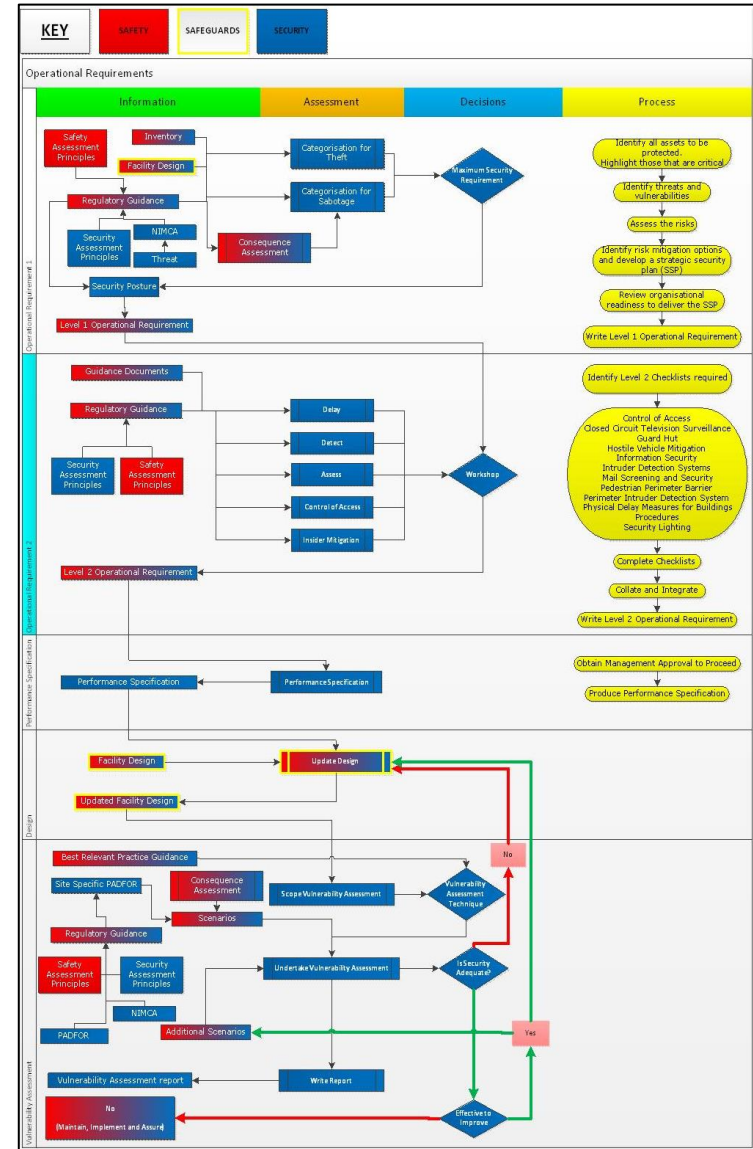 KEY
SAFETY
SAFEGUARDS
SECURITY
Operational Requirements
Information
Assessment
Decisions
Process
Operational Requirement 1
Safety
Assessment
Principles
Inventory
Facility Design
Regulatory Guidance
Security
Assessment
Principles
NIMCA
Threat
Security Posture
Level 1 Operational Requirement
Categorisation for
Theft
Categorisation for
Sabotage
Consequence
Assessment
Maximum Security
Requirement
Identify all assets to be
protected.
Highlight those that are critical
Identify threats and
vulnerabilities
Assess the risks
Identify risk mitigation options
and develop a strategic security
plan (SSP)
Review organisational
readiness to deliver the SSP
Write Level 1 Operational Requirement
Operational Requirement 2
Guidance Documents
Regulatory Guidance
Security
Assessment
Principles
Safety
Assessment
Principles
Level 2 Operational Requirement
Delay
Detect
Assess
Control of Access
Insider Mitigation
Workshop
Identify Level 2 Checklists required
Control of Access
Closed Circuit Television Surveillance
Guard Hut
Hostile Vehicle Mitigation
Information Security
Intruder Detection Systems
Mail Screening and Security
Pedestrian Perimeter Barrier
Perimeter Intruder Detection System
Physical Delay Measures for Buildings
Procedures
Security Lighting
Complete Checklists
Collate and Integrate
Write Level 2 Operational Requirement
Performance Specification
Performance Specification
Performance Specification
Obtain Management Approval to Proceed
Produce Performance Specification
Design
Facility Design
Update Design
Updated Facility Design
Vulnerability Assessment
Best Relevant Practice Guidance
Site Specific PADFOR
Consequence
Assessment
Scenarios
Regulatory Guidance
Safety
Assessment
Principles
Security
Assessment
Principles
NIMCA
PADFOR
Additional Scenarios
Vulnerability Assessment report
No
(Maintain, Implement and Assure)
Scope Vulnerability Assessment
Undertake Vulnerability Assessment
Write Report
Vulnerability
Assessment
Technique
Is Security
Adequate?
Effective to
Improve
No
Yes